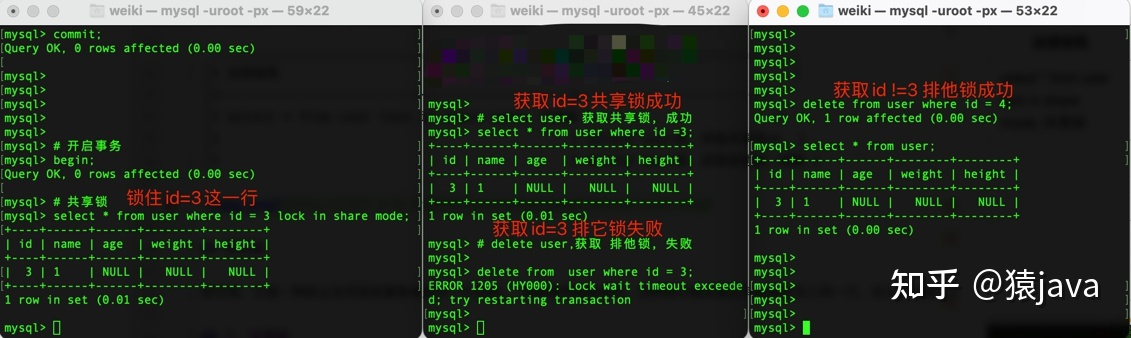 weiki — mysql -uroot -px — 59×22
mysql> commit;
Query OK, 0 rows affected (0.00 sec)
mysql>
mysql>
mysql>
mysql>
mysql>
mysql> # 开启事务
mysql> begin;
Query OK, 0 rows affected (0.00 sec)
锁住id=3这一行
mysql> # 共享锁
mysql> select * from user where id = 3 lock in share mode;
+----+------+------+--------+--------+
| id | name | age | weight | height |
+----+------+------+--------+--------+
| 3 | 1 | NULL | NULL | NULL |
+----+------+------+--------+--------+
1 row in set (0.01 sec)
mysql>
weiki — mysql -uroot -px — 45×22
获取id=3共享锁成功
mysql>
mysql> # select user, 获取共享锁, 成功
mysql> select * from user where id =3;
+----+------+------+--------+--------+
| id | name | age | weight | height |
+----+------+------+--------+--------+
| 3 | 1 | NULL | NULL | NULL |
+----+------+------+--------+--------+
1 row in set (0.01 sec)
获取id=3 排它锁失败
mysql> # delete user,获取 排他锁, 失败
mysql>
mysql> delete from user where id = 3;
ERROR 1205 (HY000): Lock wait timeout exceede
d; try restarting transaction
mysql>
mysql>
weiki — mysql -uroot -px — 53×22
mysql>
mysql>
mysql>
mysql>
获取id !=3 排他锁成功
mysql>
mysql> delete from user where id = 4;
Query OK, 1 row affected (0.00 sec)
mysql> select * from user;
+----+------+------+--------+--------+
| id | name | age | weight | height |
+----+------+------+--------+--------+
| 3 | 1 | NULL | NULL | NULL |
+----+------+------+--------+--------+
1 row in set (0.00 sec)
mysql>
mysql>
mysql>
mysql>
mysql>
mysql>
知乎 @猿java